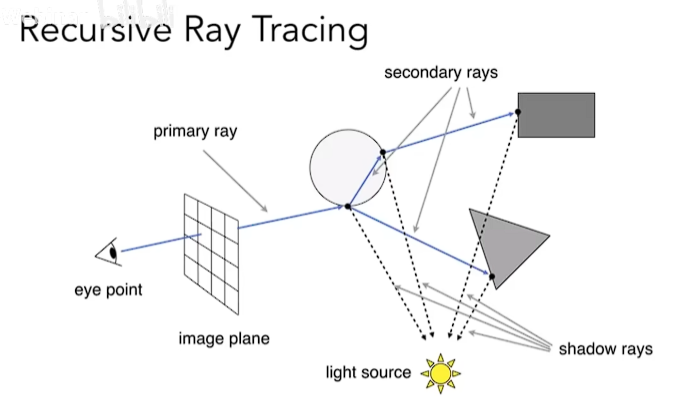 Recursive Ray Tracing
secondary rays
primary ray
eye point
image plane
shadow rays
light source